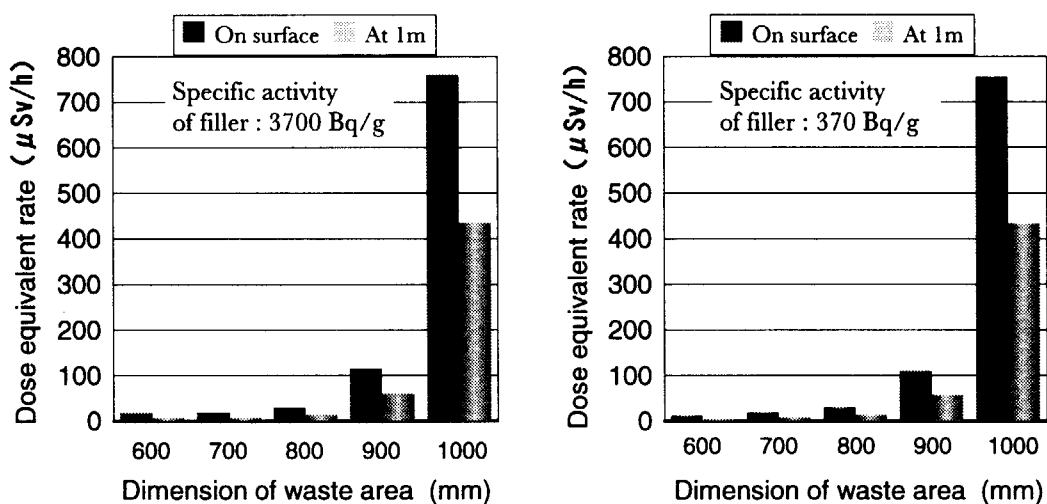 On surface At 1m
Dose equivalent rate (μSv/h)
800
700
600
500
400
300
200
100
0
Specific activity
of filler : 3700 Bq/g
600 700 800 900 1000
Dimension of waste area (mm)
On surface At 1m
Dose equivalent rate (μSv/h)
800
700
600
500
400
300
200
100
0
Specific activity
of filler : 370 Bq/g
600 700 800 900 1000
Dimension of waste area (mm)